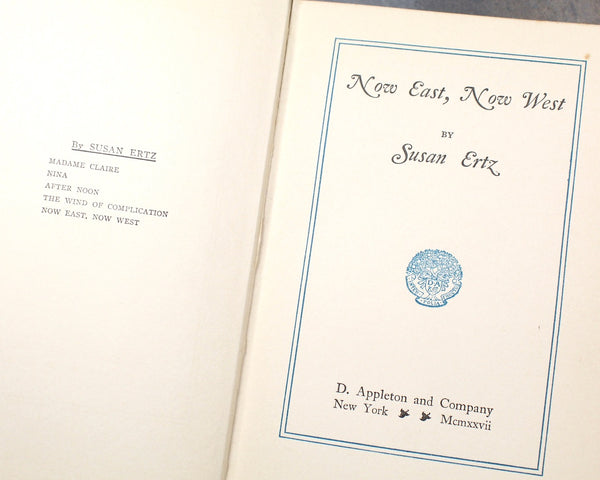 By SUSAN ERTZ
MADAME CLAIRE
NINA
AFTER NOON
THE WIND OF COMPLICATION
NOW EAST, NOW WEST
Now East, Now West
BY
Susan Ertz
D A
D. Appleton and Company
New York Mcmxxvii